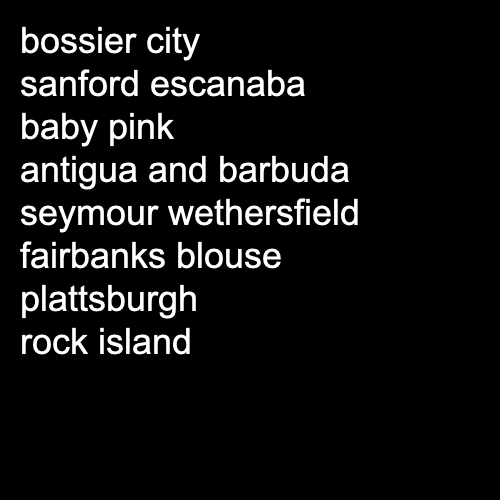 bossier city
sanford escanaba
baby pink
antigua and barbuda
seymour wethersfield
fairbanks blouse
plattsburgh
rock island